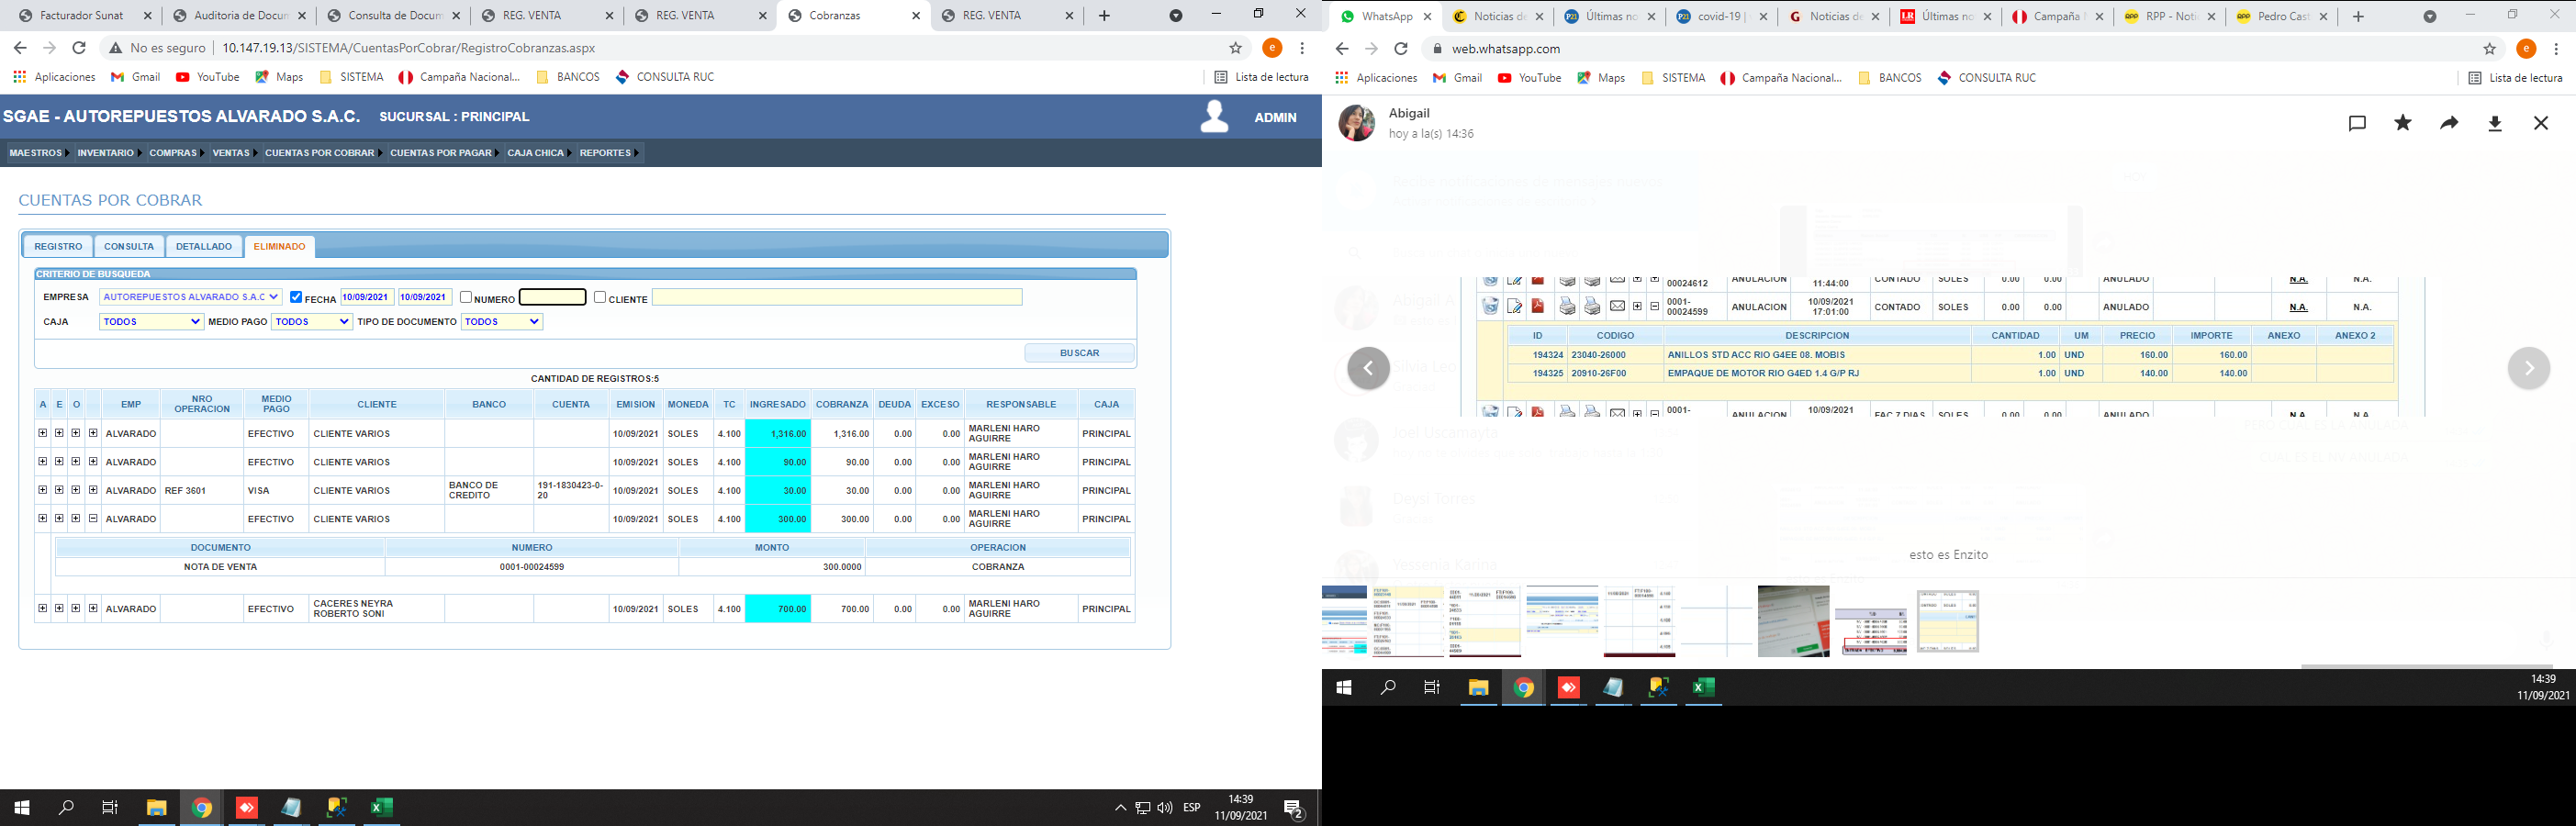 Facturador Sunat
Auditoria de Docum
Consulta de Docum
REG. VENTA
REG. VENTA
Cobranzas
REG. VENTA
No es seguro
10.147.19.13/SISTEMA/CuentasPorCobrar/RegistroCobranzas.aspx
e
Aplicaciones
Gmail
YouTube
Maps
SISTEMA
Campaña Nacional...
BANCOS
CONSULTA RUC
Lista de lectura
SGAE - AUTOREPUESTOS ALVARADO S.A.C. SUCURSAL : PRINCIPAL
ADMIN
MAESTROS INVENTARIO COMPRAS VENTAS CUENTAS POR COBRAR CUENTAS POR PAGAR CAJA CHICA REPORTES
CUENTAS POR COBRAR
REGISTRO CONSULTA DETALLADO ELIMINADO
CRITERIO DE BUSQUEDA
EMPRESA AUTOREPUESTOS ALVARADO S.A.C FECHA 10/09/2021 10/09/2021 NUMERO CLIENTE
CAJA TODOS MEDIO PAGO TODOS TIPO DE DOCUMENTO TODOS
BUSCAR
CANTIDAD DE REGISTROS:5
A E O EMP NRO OPERACION MEDIO PAGO CLIENTE BANCO CUENTA EMISION MONEDA TC INGRESADO COBRANZA DEUDA EXCESO RESPONSABLE CAJA
ALVARADO EFECTIVO CLIENTE VARIOS 10/09/2021 SOLES 4.100 1,316.00 1,316.00 0.00 0.00 MARLENI HARO AGUIRRE PRINCIPAL
ALVARADO EFECTIVO CLIENTE VARIOS 10/09/2021 SOLES 4.100 90.00 90.00 0.00 0.00 MARLENI HARO AGUIRRE PRINCIPAL
ALVARADO REF 3601 VISA CLIENTE VARIOS BANCO DE CREDITO 191-1830423-0-20 10/09/2021 SOLES 4.100 30.00 30.00 0.00 0.00 MARLENI HARO AGUIRRE PRINCIPAL
ALVARADO EFECTIVO CLIENTE VARIOS 10/09/2021 SOLES 4.100 300.00 300.00 0.00 0.00 MARLENI HARO AGUIRRE PRINCIPAL
DOCUMENTO NUMERO MONTO OPERACION
NOTA DE VENTA 0001-00024599 300.0000 COBRANZA
ALVARADO EFECTIVO CACERES NEYRA ROBERTO SONI 10/09/2021 SOLES 4.100 700.00 700.00 0.00 0.00 MARLENI HARO AGUIRRE PRINCIPAL
ESP
14:39
11/09/2021
2
WhatsApp
Noticias de
Últimas no
covid-19 |
Noticias de
Últimas no
Campaña
RPP - Noti
Pedro Cast
web.whatsapp.com
e
Aplicaciones
Gmail
YouTube
Maps
SISTEMA
Campaña Nacional...
BANCOS
CONSULTA RUC
Lista de lectura
Abigail
hoy a la(s) 14:36
00024612 ANULACION 11:44:00 CONTADO SOLES 0.00 0.00 ANULADO N.A. N.A.
0001-00024599 ANULACION 10/09/2021 17:01:00 CONTADO SOLES 0.00 0.00 ANULADO N.A. N.A.
ID CODIGO DESCRIPCION CANTIDAD UM PRECIO IMPORTE ANEXO ANEXO 2
194324 23040-26000 ANILLOS STD ACC RIO G4EE 08. MOBIS 1.00 UND 160.00 160.00
194325 20910-26F00 EMPAQUE DE MOTOR RIO G4ED 1.4 G/P RJ 1.00 UND 140.00 140.00
0001- ANULACION 10/09/2021 FAC 7 DIAS SOLES 0.00 0.00 ANULADO N.A. N.A.
Silvia Leo
Joel Uscamayta
Deysi Torres
Yessenia Karina
esto es Enzito
14:39
11/09/2021